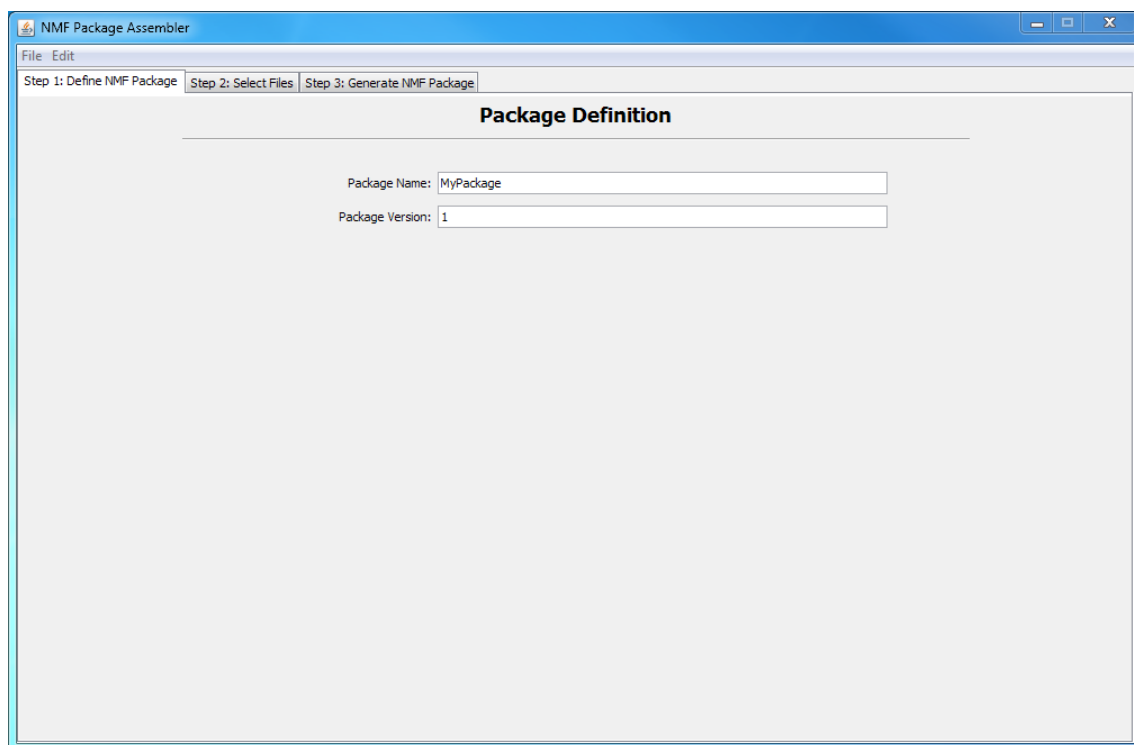 NMF Package Assembler
File Edit
Step 1: Define NMF Package Step 2: Select Files Step 3: Generate NMF Package
Package Definition
Package Name: MyPackage
Package Version: 1